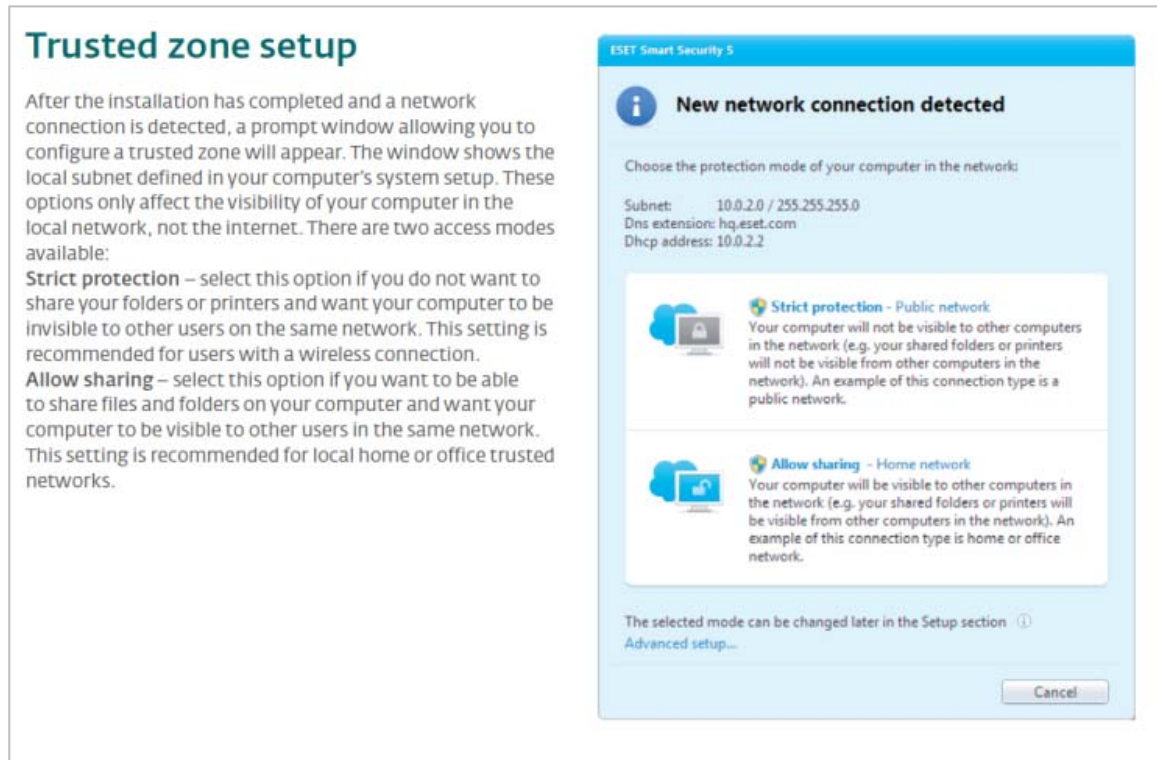 Trusted zone setup
After the installation has completed and a network
connection is detected, a prompt window allowing you to
configure a trusted zone will appear. The window shows the
local subnet defined in your computer's system setup. These
options only affect the visibility of your computer in the
local network, not the internet. There are two access modes
available:
Strict protection – select this option if you do not want to
share your folders or printers and want your computer to be
invisible to other users on the same network. This setting is
recommended for users with a wireless connection.
Allow sharing – select this option if you want to be able
to share files and folders on your computer and want your
computer to be visible to other users in the same network.
This setting is recommended for local home or office trusted
networks.
ESET Smart Security 5
New network connection detected
Choose the protection mode of your computer in the network:
Subnet: 10.0.2.0 / 255.255.255.0
Dns extension: hq.eset.com
Dhcp address: 10.0.2.2
Strict protection - Public network
Your computer will not be visible to other computers
in the network (e.g. your shared folders or printers
will not be visible from other computers in the
network). An example of this connection type is a
public network.
Allow sharing - Home network
Your computer will be visible to other computers in
the network (e.g. your shared folders or printers will
be visible from other computers in the network). An
example of this connection type is home or office
network.
The selected mode can be changed later in the Setup section
Advanced setup...
Cancel